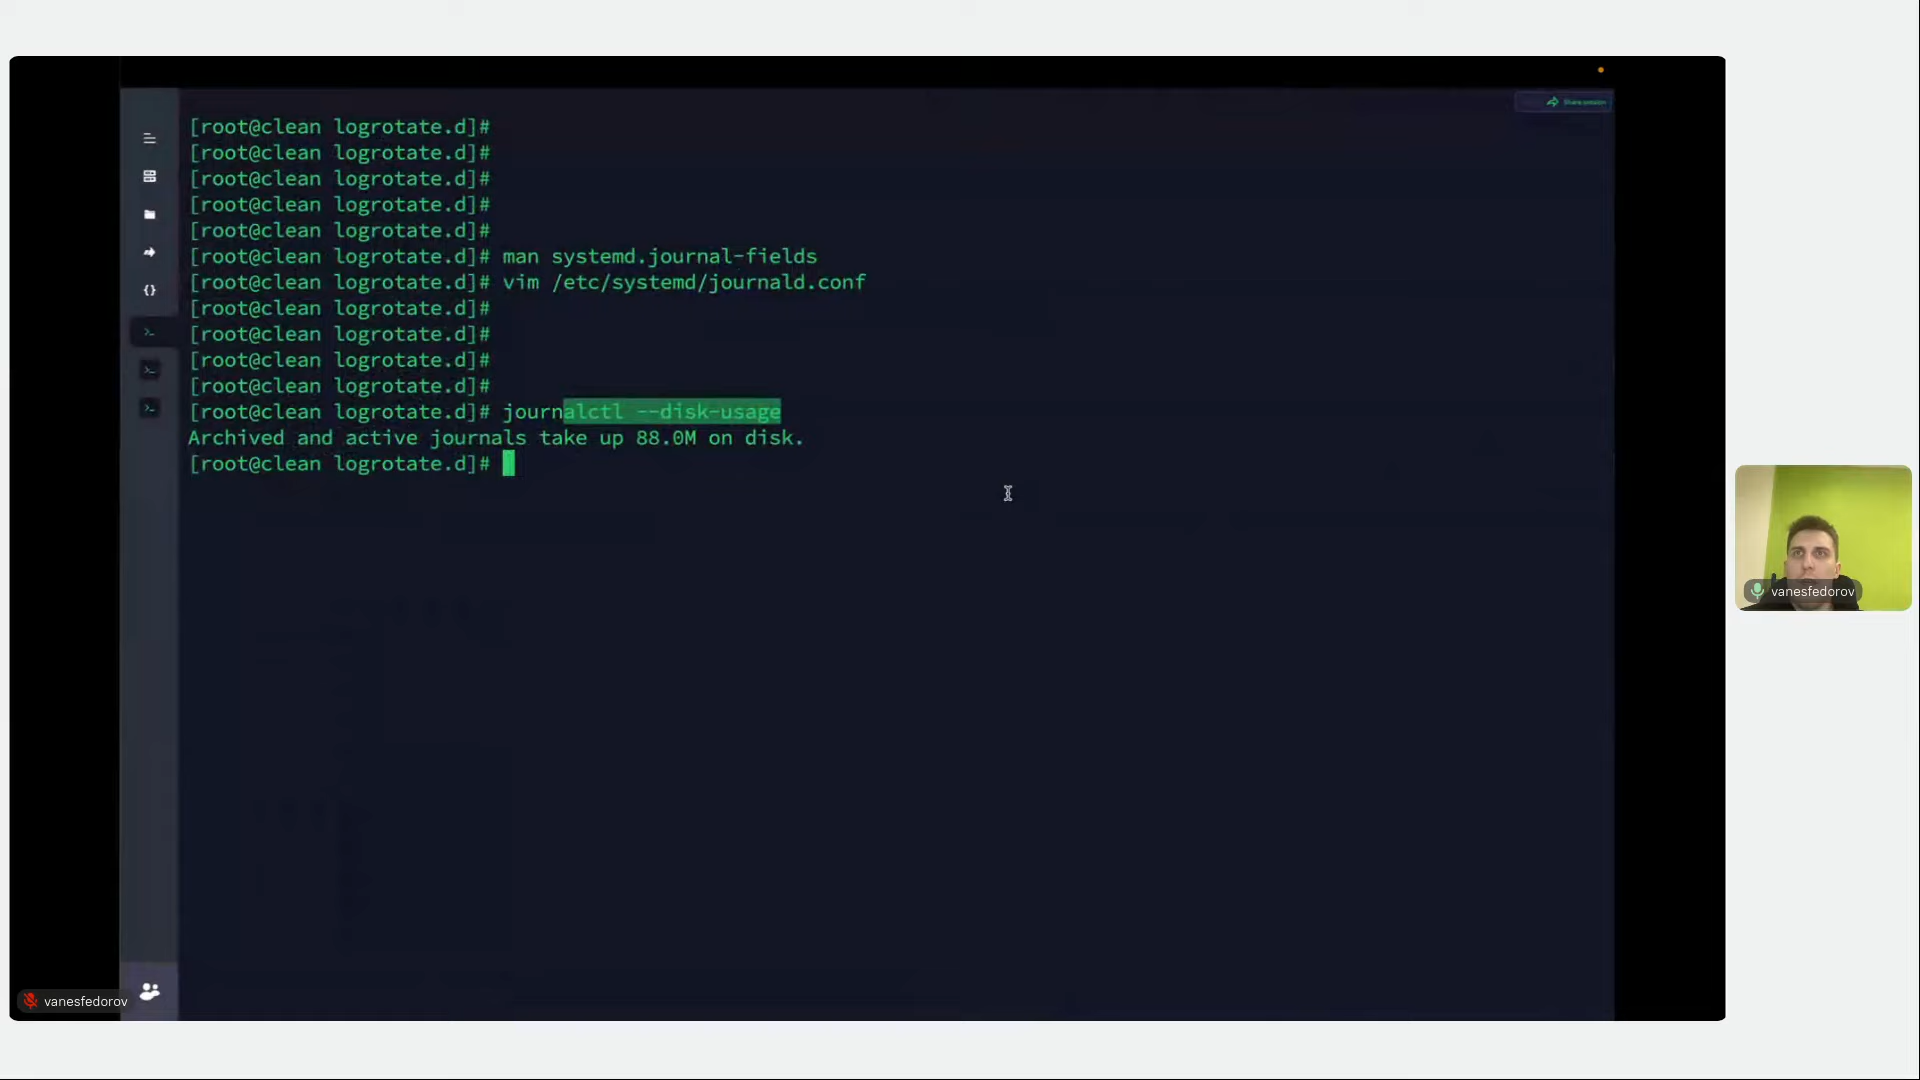 Share session
[root@clean logrotate.d]#
[root@clean logrotate.d]#
[root@clean logrotate.d]#
[root@clean logrotate.d]#
[root@clean logrotate.d]#
[root@clean logrotate.d]# man systemd.journal-fields
[root@clean logrotate.d]# vim /etc/systemd/journald.conf
[root@clean logrotate.d]#
[root@clean logrotate.d]#
[root@clean logrotate.d]#
[root@clean logrotate.d]#
[root@clean logrotate.d]# journalctl --disk-usage
Archived and active journals take up 88.0M on disk.
[root@clean logrotate.d]#
vanesfedorov
vanesfedorov